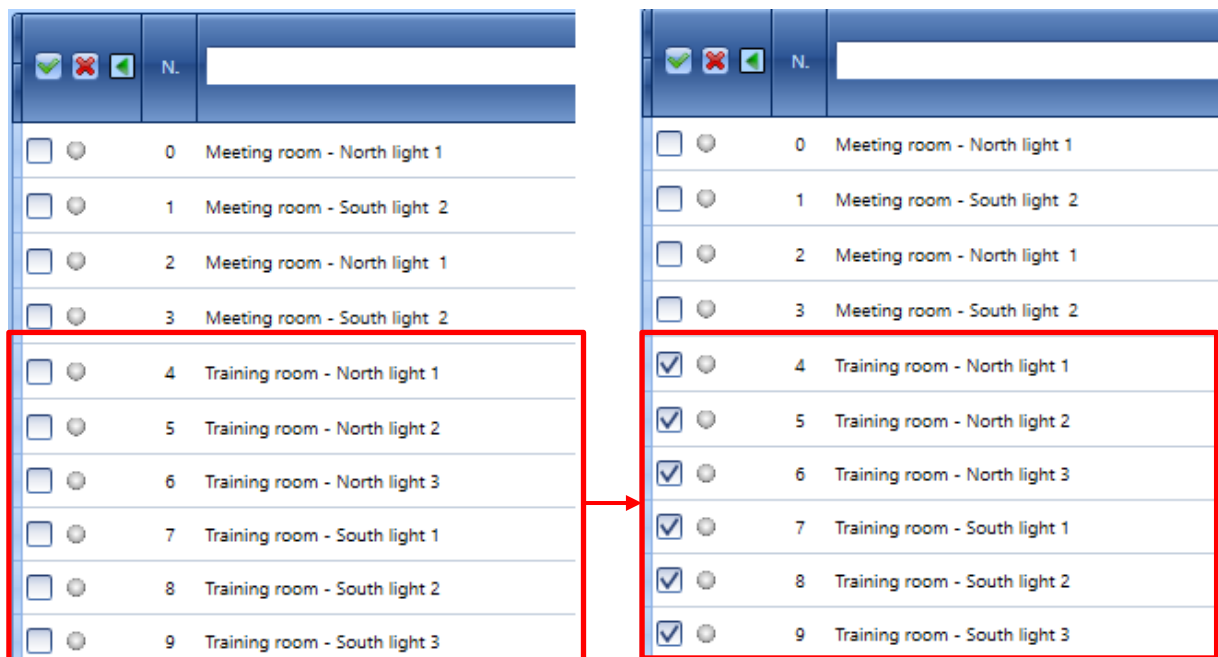 N.
0 Meeting room - North light 1
1 Meeting room - South light 2
2 Meeting room - North light 1
3 Meeting room - South light 2
4 Training room - North light 1
5 Training room - North light 2
6 Training room - North light 3
7 Training room - South light 1
8 Training room - South light 2
9 Training room - South light 3
N.
0 Meeting room - North light 1
1 Meeting room - South light 2
2 Meeting room - North light 1
3 Meeting room - South light 2
4 Training room - North light 1
5 Training room - North light 2
6 Training room - North light 3
7 Training room - South light 1
8 Training room - South light 2
9 Training room - South light 3